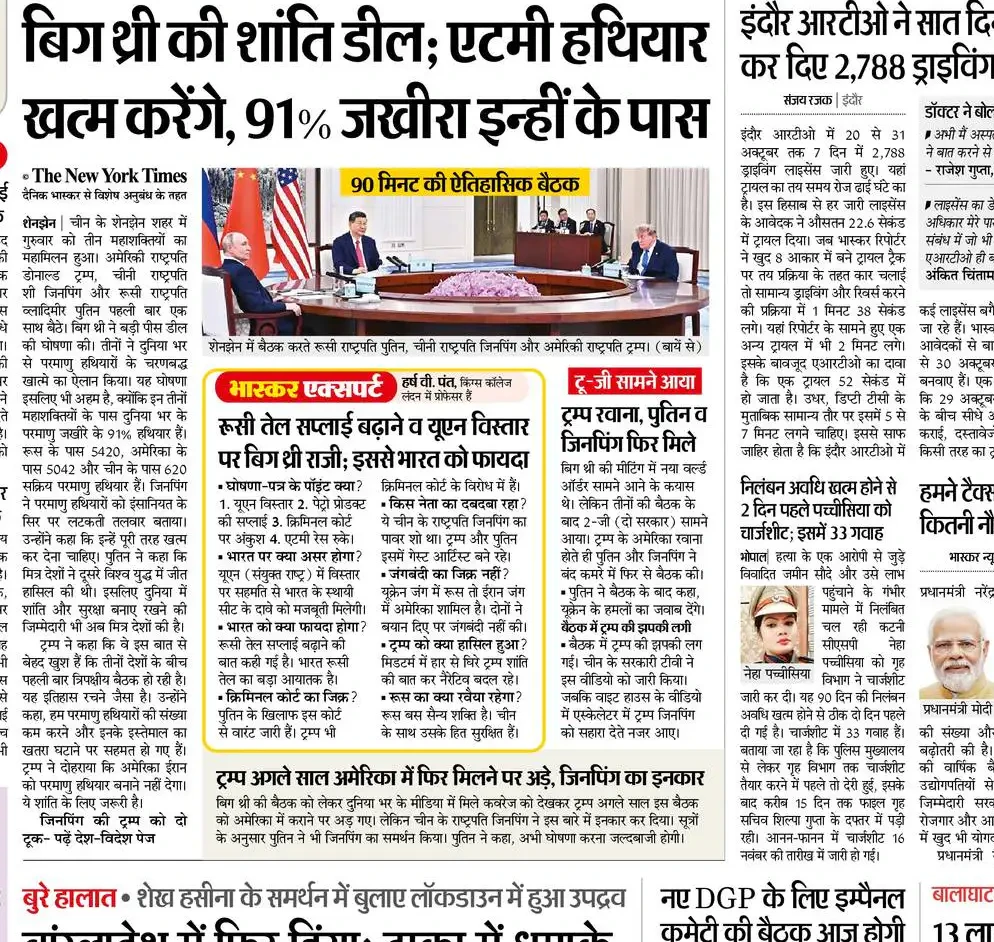 बिग थ्री की शांति डील; एटमी हथियार
खत्म करेंगे, 91% जखीरा इन्हीं के पास
© The New York Times
दैनिक भास्कर से विशेष अनुबंध के तहत
शेनझेन | चीन के शेनझेन शहर में
गुरुवार को तीन महाशक्तियों का
महामिलन हुआ। अमेरिकी राष्ट्रपति
डोनाल्ड ट्रम्प, चीनी राष्ट्रपति
शी जिनपिंग और रूसी राष्ट्रपति
व्लादिमीर पुतिन पहली बार एक
साथ बैठे। बिग थ्री ने बड़ी पीस डील
की घोषणा की। तीनों ने दुनिया भर
से परमाणु हथियारों के चरणबद्ध
खात्मे का ऐलान किया। यह घोषणा
इसलिए भी अहम है, क्योंकि इन तीनों
महाशक्तियों के पास दुनिया भर के
परमाणु जखीरे के 91% हथियार हैं।
रूस के पास 5420, अमेरिका के
पास 5042 और चीन के पास 620
सक्रिय परमाणु हथियार हैं। जिनपिंग
ने परमाणु हथियारों को इंसानियत के
सिर पर लटकती तलवार बताया।
उन्होंने कहा कि इन्हें पूरी तरह खत्म
कर देना चाहिए। पुतिन ने कहा कि
मित्र देशों ने दूसरे विश्व युद्ध में जीत
हासिल की थी। इसलिए दुनिया में
शांति और सुरक्षा बनाए रखने की
जिम्मेदारी भी अब मित्र देशों की है।
ट्रम्प ने कहा कि वे इस बात से
बेहद खुश हैं कि तीनों देशों के बीच
पहली बार त्रिपक्षीय बैठक हो रही है।
यह इतिहास रचने जैसा है। उन्होंने
कहा, हम परमाणु हथियारों की संख्या
कम करने और इनके इस्तेमाल का
खतरा घटाने पर सहमत हो गए हैं।
ट्रम्प ने दोहराया कि अमेरिका ईरान
को परमाणु हथियार बनाने नहीं देगा।
ये शांति के लिए जरूरी है।
जिनपिंग की ट्रम्प को दो
टूक- पढ़ें देश-विदेश पेज
90 मिनट की ऐतिहासिक बैठक
शेनझेन में बैठक करते रूसी राष्ट्रपति पुतिन, चीनी राष्ट्रपति जिनपिंग और अमेरिकी राष्ट्रपति ट्रम्प। (बायें से)
भास्कर एक्सपर्ट
हर्ष वी. पंत, किंग्स कॉलेज
लंदन में प्रोफेसर हैं
रूसी तेल सप्लाई बढ़ाने व यूएन विस्तार
पर बिग थ्री राजी; इससे भारत को फायदा
▪ घोषणा-पत्र के पॉइंट क्या?
1. यूएन विस्तार 2. पेट्रो प्रोडक्ट
की सप्लाई 3. क्रिमिनल कोर्ट
पर अंकुश 4. एटमी रेस रुके।
▪ भारत पर क्या असर होगा?
यूएन (संयुक्त राष्ट्र) में विस्तार
पर सहमति से भारत के स्थायी
सीट के दावे को मजबूती मिलेगी।
▪ भारत को क्या फायदा होगा?
रूसी तेल सप्लाई बढ़ाने की
बात कही गई है। भारत रूसी
तेल का बड़ा आयातक है।
▪ क्रिमिनल कोर्ट का जिक्र?
पुतिन के खिलाफ इस कोर्ट
से वारंट जारी हैं। ट्रम्प भी
क्रिमिनल कोर्ट के विरोध में हैं।
▪ किस नेता का दबदबा रहा?
ये चीन के राष्ट्रपति जिनपिंग का
पावर शो था। ट्रम्प और पुतिन
इसमें गेस्ट आर्टिस्ट बने रहे।
▪ जंगबंदी का जिक्र नहीं?
यूक्रेन जंग में रूस तो ईरान जंग
में अमेरिका शामिल है। दोनों ने
बयान दिए पर जंगबंदी नहीं की।
▪ ट्रम्प को क्या हासिल हुआ?
मिडटर्म में हार से घिरे ट्रम्प शांति
की बात कर नैरेटिव बदल रहे।
▪ रूस का क्या रवैया रहेगा?
रूस बस सैन्य शक्ति है। चीन
के साथ उसके हित सुरक्षित हैं।
टू-जी सामने आया
ट्रम्प रवाना, पुतिन व
जिनपिंग फिर मिले
बिग थ्री की मीटिंग में नया वर्ल्ड
ऑर्डर सामने आने के कयास
थे। लेकिन तीनों की बैठक के
बाद 2-जी (दो सरकार) सामने
आया। ट्रम्प के अमेरिका रवाना
होते ही पुतिन और जिनपिंग ने
बंद कमरे में फिर से बैठक की।
▪ पुतिन ने बैठक के बाद कहा,
यूक्रेन के हमलों का जवाब देंगे।
बैठक में ट्रम्प की झपकी लगी
▪ बैठक में ट्रम्प की झपकी लग
गई। चीन के सरकारी टीवी ने
इस वीडियो को जारी किया।
जबकि वाइट हाउस के वीडियो
में एस्केलेटर में ट्रम्प जिनपिंग
को सहारा देते नजर आए।
ट्रम्प अगले साल अमेरिका में फिर मिलने पर अड़े, जिनपिंग का इनकार
बिग थ्री की बैठक को लेकर दुनिया भर के मीडिया में मिले कवरेज को देखकर ट्रम्प अगले साल इस बैठक
को अमेरिका में कराने पर अड़ गए। लेकिन चीन के राष्ट्रपति जिनपिंग ने इस बारे में इनकार कर दिया। सूत्रों
के अनुसार पुतिन ने भी जिनपिंग का समर्थन किया। पुतिन ने कहा, अभी घोषणा करना जल्दबाजी होगी।
इंदौर आरटीओ ने सात दि
कर दिए 2,788 ड्राइविंग
संजय रजक | इंदौर
इंदौर आरटीओ में 20 से 31
अक्टूबर तक 7 दिन में 2,788
ड्राइविंग लाइसेंस जारी हुए। यहां
ट्रायल का तय समय रोज ढाई घंटे का
है। इस हिसाब से हर जारी लाइसेंस
के आवेदक ने औसतन 22.6 सेकंड
में ट्रायल दिया। जब भास्कर रिपोर्टर
ने खुद 8 आकार में बने ट्रायल ट्रैक
पर तय प्रक्रिया के तहत कार चलाई
तो सामान्य ड्राइविंग और रिवर्स करने
की प्रक्रिया में 1 मिनट 38 सेकंड
लगे। यहां रिपोर्टर के सामने हुए एक
अन्य ट्रायल में भी 2 मिनट लगे।
इसके बावजूद एआरटीओ का दावा
है कि एक ट्रायल 52 सेकंड में
हो जाता है। उधर, डिप्टी टीसी के
मुताबिक सामान्य तौर पर इसमें 5 से
7 मिनट लगने चाहिए। इससे साफ
जाहिर होता है कि इंदौर आरटीओ में
डॉक्टर ने बोल
▪ अभी मैं अस्प
ने बात करने से
- राजेश गुप्ता,
▪ लाइसेंस का डे
अधिकार मेरे पा
संबंध में जो भी
एआरटीओ ही ब
अंकित चिंताम
कई लाइसेंस बगै
जा रहे हैं। भास्क
आवेदकों से बा
से 30 अक्टूबर
बनवाए हैं। एक
कि 29 अक्टूब
के बीच सीधे अ
कराई, दस्तावेज
किसी तरह का ट्र
निलंबन अवधि खत्म होने से
2 दिन पहले पच्चीसिया को
चार्जशीट; इसमें 33 गवाह
भोपाल| हत्या के एक आरोपी से जुड़े
विवादित जमीन सौदे और उसे लाभ
पहुंचाने के गंभीर
मामले में निलंबित
चल रही कटनी
सीएसपी नेहा
पच्चीसिया को गृह
विभाग ने चार्जशीट
नेहा पच्चीसिया
जारी कर दी। यह 90 दिन की निलंबन
अवधि खत्म होने से ठीक दो दिन पहले
दी गई है। चार्जशीट में 33 गवाह हैं।
बताया जा रहा है कि पुलिस मुख्यालय
से लेकर गृह विभाग तक चार्जशीट
तैयार करने में पहले तो देरी हुई, इसके
बाद करीब 15 दिन तक फाइल गृह
सचिव शिल्पा गुप्ता के दफ्तर में पड़ी
रही। आनन-फानन में चार्जशीट 16
नवंबर की तारीख में जारी हो गई।
हमने टैक्स
कितनी नौ
भास्कर न्यू
प्रधानमंत्री नरेंद्र
प्रधानमंत्री मोदी
की संख्या औ
बढ़ोतरी की है।
की वार्षिक बै
उद्योगपतियों से
जिम्मेदारी सर
रोजगार और आ
में खुद भी योग
प्रधानमंत्री
बुरे हालात • शेख हसीना के समर्थन में बुलाए लॉकडाउन में हुआ उपद्रव
नए DGP के लिए इम्पैनल
कमेटी की बैठक आज होगी
बालाघाट
13 ला